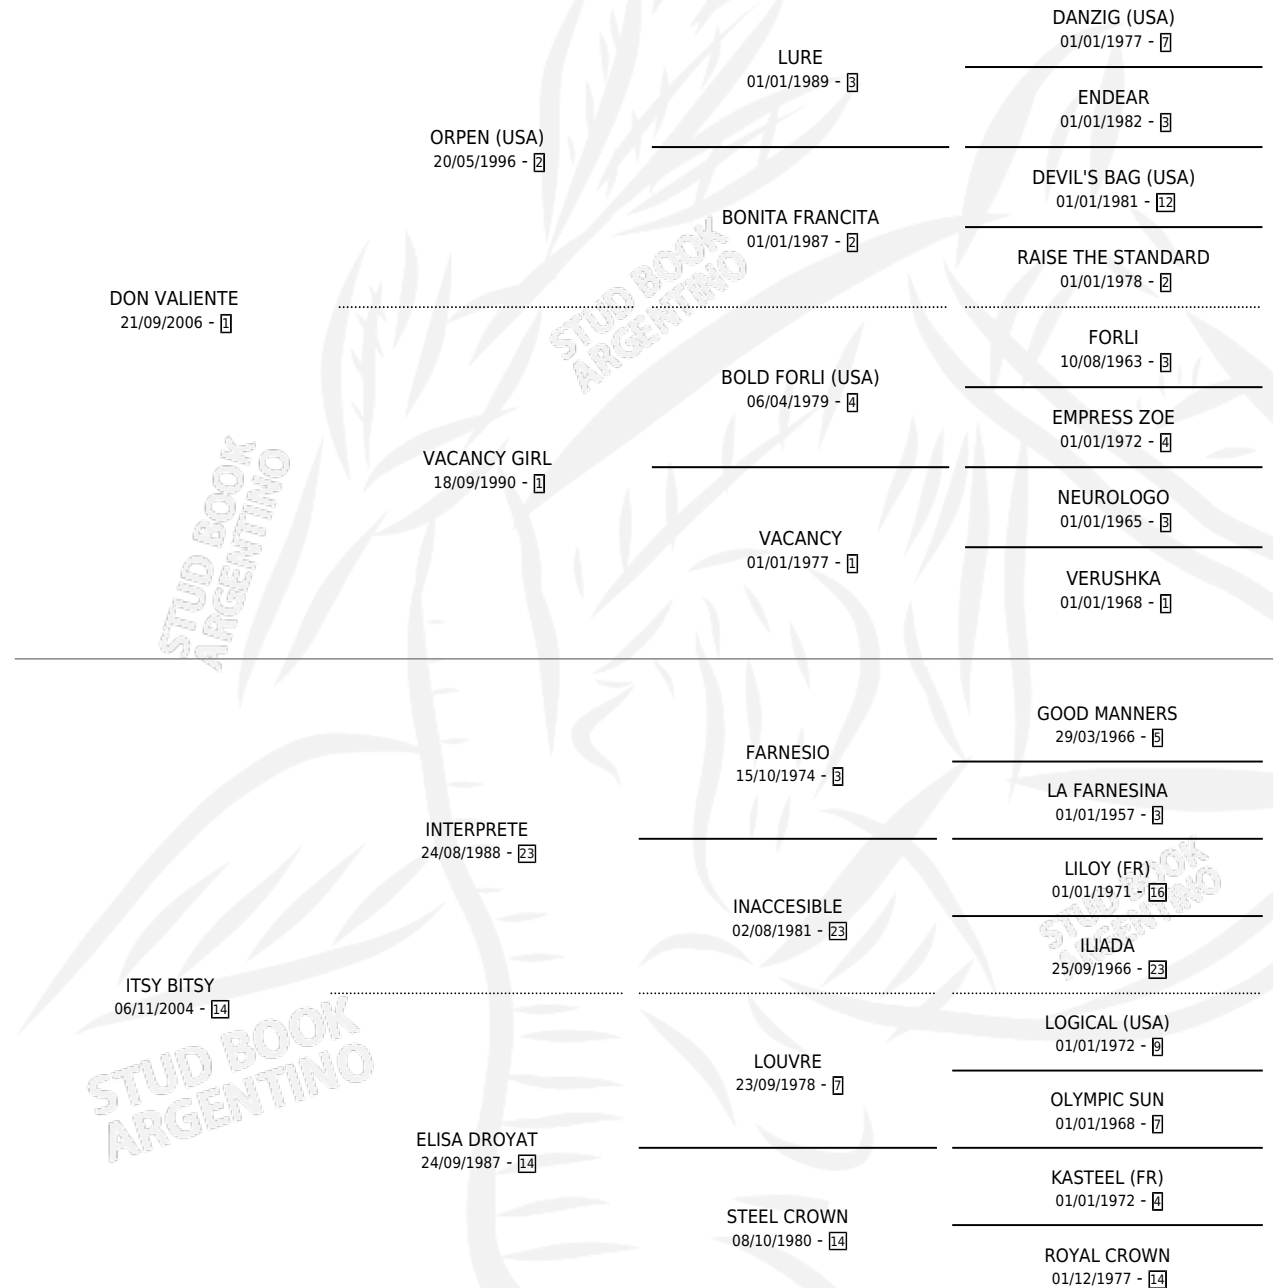 DANZIG (USA)
01/01/1977 - 7
LURE
01/01/1989 - 3
ENDEAR
01/01/1982 - 3
ORPEN (USA)
20/05/1996 - 2
DEVIL'S BAG (USA)
01/01/1981 - 12
BONITA FRANCITA
01/01/1987 - 2
RAISE THE STANDARD
01/01/1978 - 2
DON VALIENTE
21/09/2006 - 1
STUD BOOK
ARGENTINO
FORLI
10/08/1963 - 3
BOLD FORLI (USA)
06/04/1979 - 4
EMPRESS ZOE
01/01/1972 - 4
VACANCY GIRL
18/09/1990 - 1
NEUROLOGO
01/01/1965 - 3
VACANCY
01/01/1977 - 1
VERUSHKA
01/01/1968 - 1
STUD BOOK
ARGENTINO
GOOD MANNERS
29/03/1966 - 5
FARNESIO
15/10/1974 - 3
LA FARNESINA
01/01/1957 - 3
INTERPRETE
24/08/1988 - 23
LILOY (FR)
01/01/1971 - 16
INACCESIBLE
02/08/1981 - 23
STUD BOOK
ARGENTINO
ILIADA
25/09/1966 - 23
ITSY BITSY
06/11/2004 - 14
STUD BOOK
ARGENTINO
LOGICAL (USA)
01/01/1972 - 9
LOUVRE
23/09/1978 - 7
OLYMPIC SUN
01/01/1968 - 7
ELISA DROYAT
24/09/1987 - 14
KASTEEL (FR)
01/01/1972 - 4
STEEL CROWN
08/10/1980 - 14
ROYAL CROWN
01/12/1977 - 14